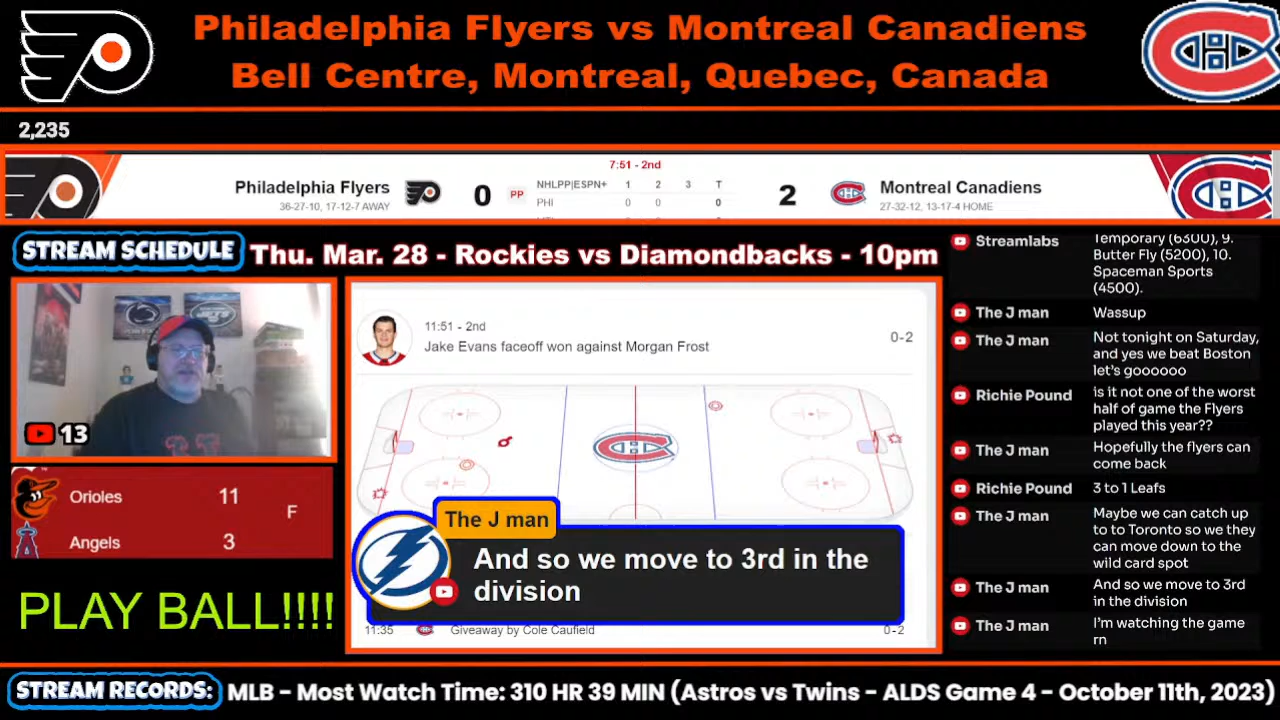 Philadelphia Flyers vs Montreal Canadiens
Bell Centre, Montreal, Quebec, Canada
2,235
7:51 - 2nd
Philadelphia Flyers
36-27-10, 17-12-7 AWAY
0
PP
NHLPP|ESPN+ 1 2 3 T
PHI 0 0 0
2
Montreal Canadiens
27-32-12, 13-17-4 HOME
STREAM SCHEDULE
Thu. Mar. 28 - Rockies vs Diamondbacks - 10pm
13
Orioles 11
F
Angels 3
PLAY BALL!!!!
11:51 - 2nd
Jake Evans faceoff won against Morgan Frost
0-2
The J man
And so we move to 3rd in the
division
11:35 Giveaway by Cole Caufield 0-2
Streamlabs
Temporary (6300), 9.
Butter Fly (5200), 10.
Spaceman Sports
(4500).
The J man
Wassup
The J man
Not tonight on Saturday,
and yes we beat Boston
let's goooooo
Richie Pound
is it not one of the worst
half of game the Flyers
played this year??
The J man
Hopefully the flyers can
come back
Richie Pound
3 to 1 Leafs
The J man
Maybe we can catch up
to to Toronto so we they
can move down to the
wild card spot
The J man
And so we move to 3rd
in the division
The J man
I'm watching the game
rn
STREAM RECORDS:
MLB - Most Watch Time: 310 HR 39 MIN (Astros vs Twins - ALDS Game 4 - October 11th, 2023)